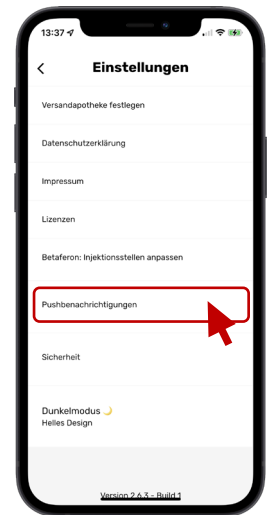 13:37
Einstellungen
Versandapotheke festlegen
Datenschutzerklärung
Impressum
Lizenzen
Betaferon: Injektionsstellen anpassen
Pushbenachrichtigungen
Sicherheit
Dunkelmodus 🌙
Helles Design
Version 2.6.3 - Build 1